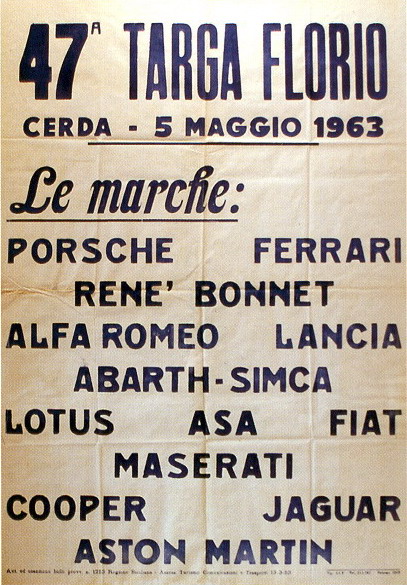 47ª TARGA FLORIO
CERDA - 5 MAGGIO 1963
Le marche:
PORSCHE FERRARI
RENE' BONNET
ALFA ROMEO LANCIA
ABARTH-SIMCA
LOTUS ASA FIAT
MASERATI
COOPER JAGUAR
ASTON MARTIN